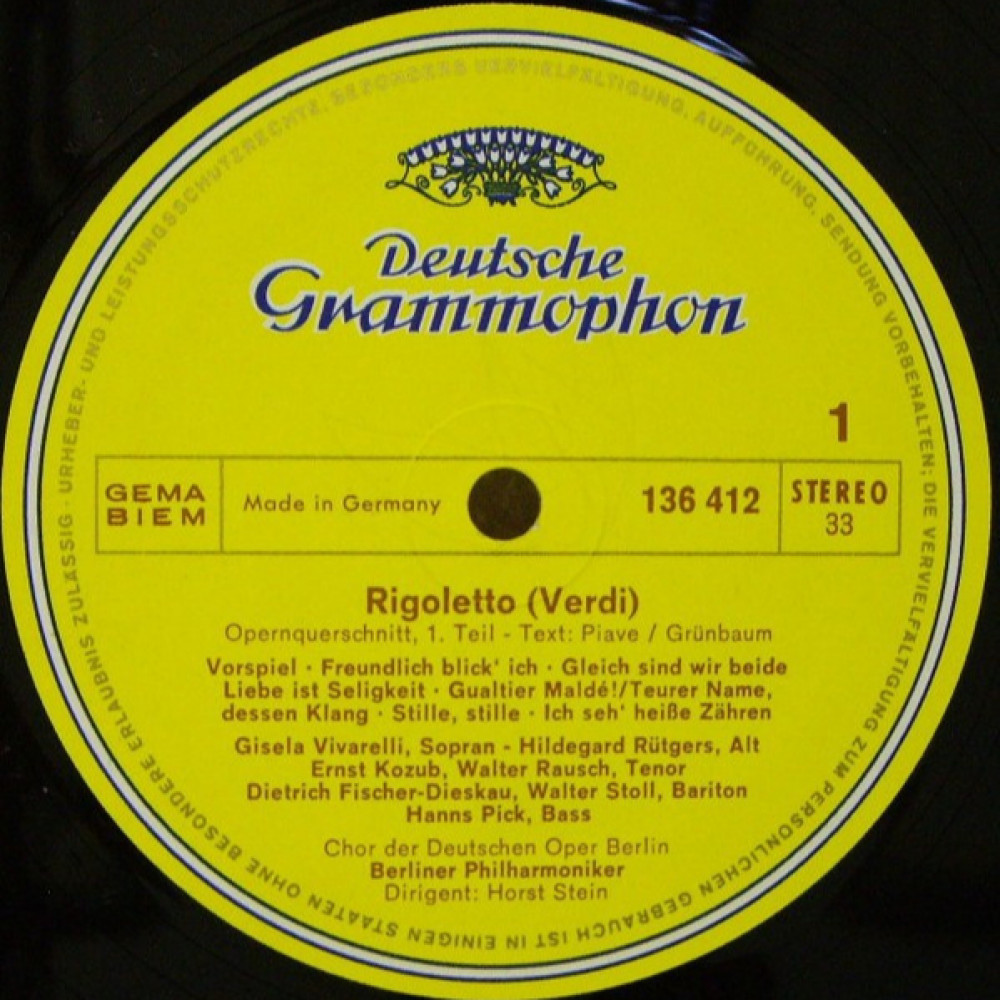 URHEBER- UND LEISTUNGSSCHUTZRECHTE, BESONDERS VERVIELFÄLTIGUNG, AUFFÜHRUNG, SENDUNG VORBEHALTEN; DIE VERVIELFÄLTIGUNG ZUM PERSÖNLICHEN GEBRAUCH IST IN EINIGEN STAATEN OHNE BESONDERE ERLAUBNIS ZULÄSSIG ·
Deutsche
Grammophon
1
GEMA
BIEM
Made in Germany
136 412
STEREO
33
Rigoletto (Verdi)
Opernquerschnitt, 1. Teil - Text: Piave / Grünbaum
Vorspiel · Freundlich blick' ich · Gleich sind wir beide
Liebe ist Seligkeit · Gualtier Maldé!/Teurer Name,
dessen Klang · Stille, stille · Ich seh' heiße Zähren
Gisela Vivarelli, Sopran - Hildegard Rütgers, Alt
Ernst Kozub, Walter Rausch, Tenor
Dietrich Fischer-Dieskau, Walter Stoll, Bariton
Hanns Pick, Bass
Chor der Deutschen Oper Berlin
Berliner Philharmoniker
Dirigent: Horst Stein